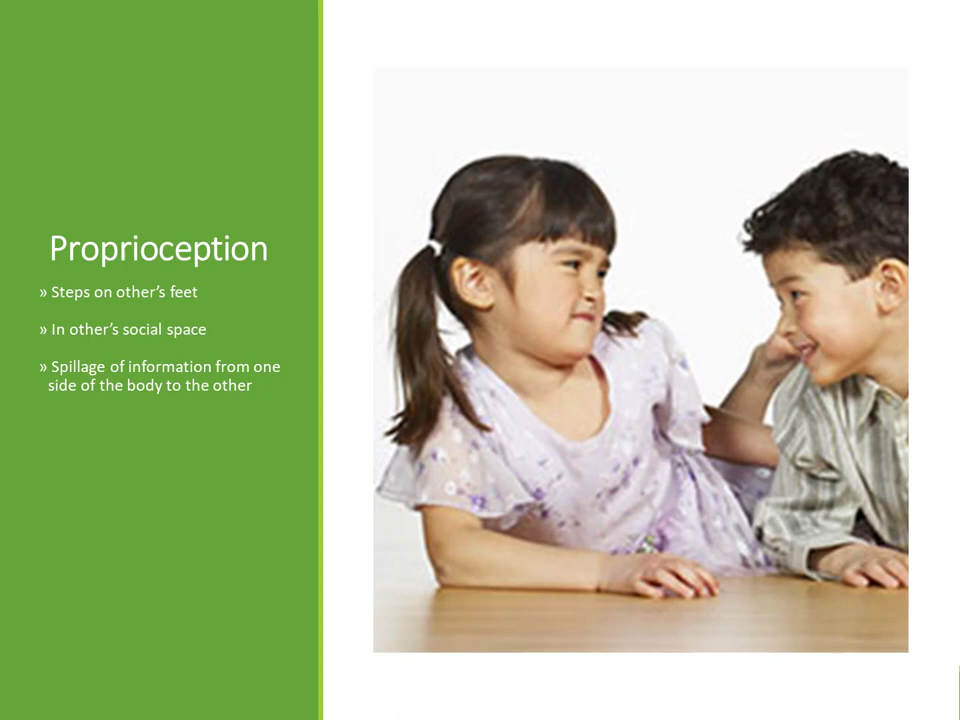 Proprioception
» Steps on other’s feet
» In other’s social space
» Spillage of information from one
side of the body to the other